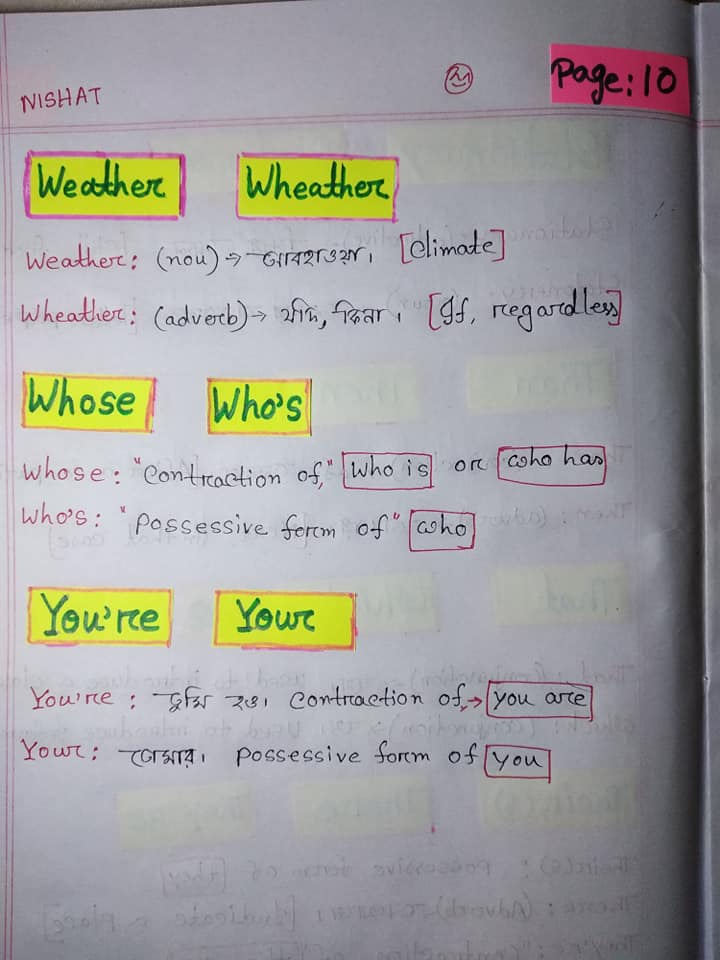 NISHAT
Page: 10
Weather Wheather
Weather: (nou) → আবহাওয়া। [Climate]
Wheather: (adverb) → যদি, কিনা। [If, regardless]
Whose Who's
Whose: "Contraction of," Who is or who has
Who's: "Possessive form of" who
You're Your
You're : তুমি হও। Contraction of, → you are
Your: তোমার। Possessive form of you